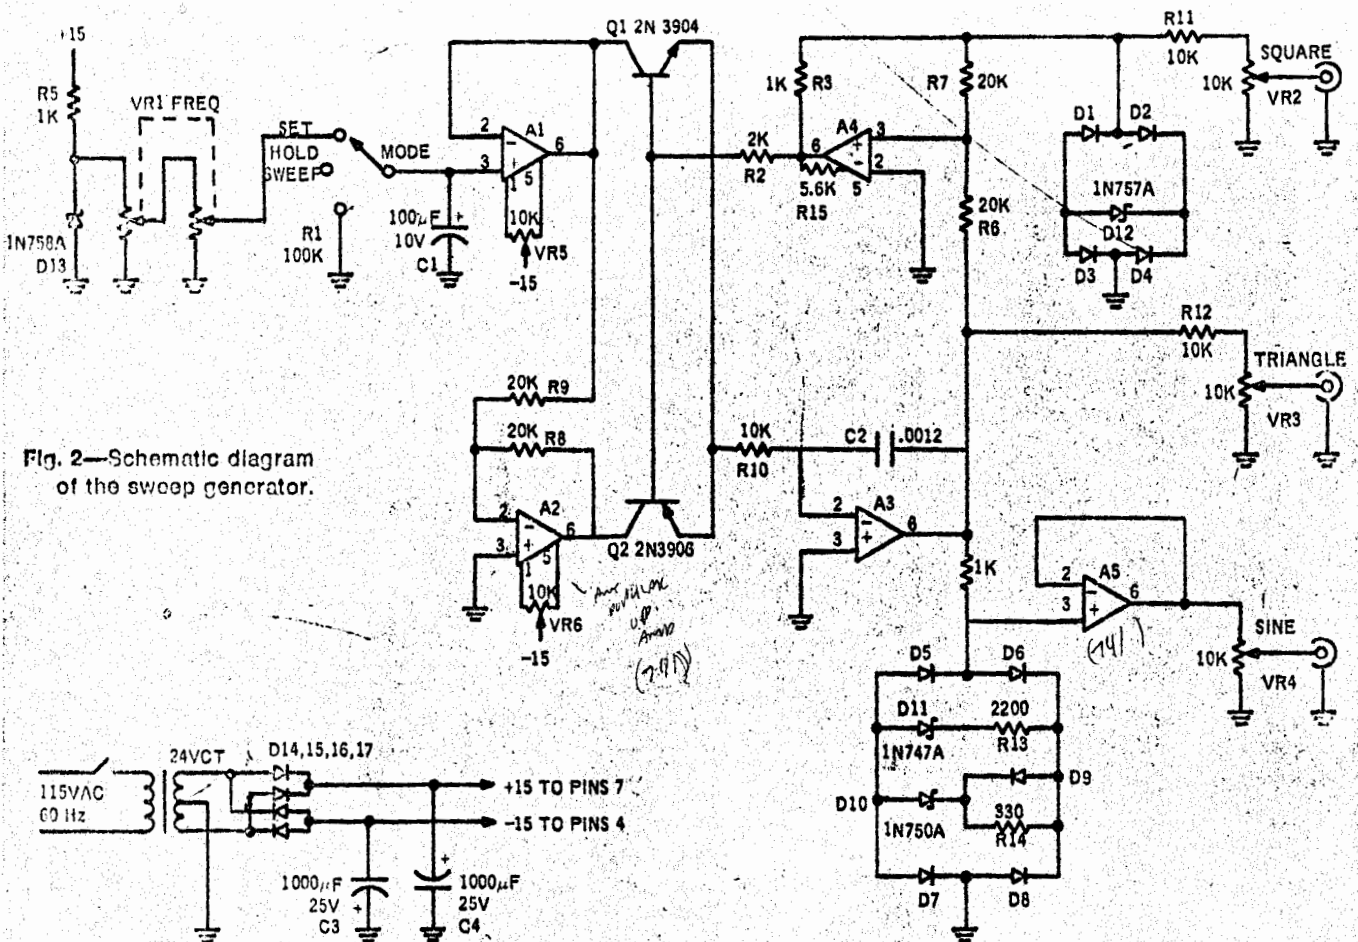 +15
R5
1K
1N758A
D13
VR1 FREQ
SET
HOLD
SWEEP
MODE
R1
100K
100µF
10V
C1
2
3
A1
6
1
5
10K
VR5
-15
Q1 2N 3904
1K
R3
2K
R2
A4
6
3
2
5
5.6K
R15
R7
20K
20K
R6
R11
10K
10K
SQUARE
VR2
D1
D2
1N757A
D12
D3
D4
R12
10K
10K
TRIANGLE
VR3
20K
R9
20K
R8
2
3
A2
6
1
5
10K
VR6
-15
Q2 2N3906
10K
R10
C2
.0012
2
3
A3
6
1K
2
3
A5
6
(741)
10K
SINE
VR4
D5
D6
D11
1N747A
2200
R13
D9
D10
1N750A
330
R14
D7
D8
Fig. 2—Schematic diagram
of the sweep generator.
115VAC
60 Hz
24VCT
D14,15,16,17
+15 TO PINS 7
-15 TO PINS 4
1000µF
25V
C3
1000µF
25V
C4
+
+
+